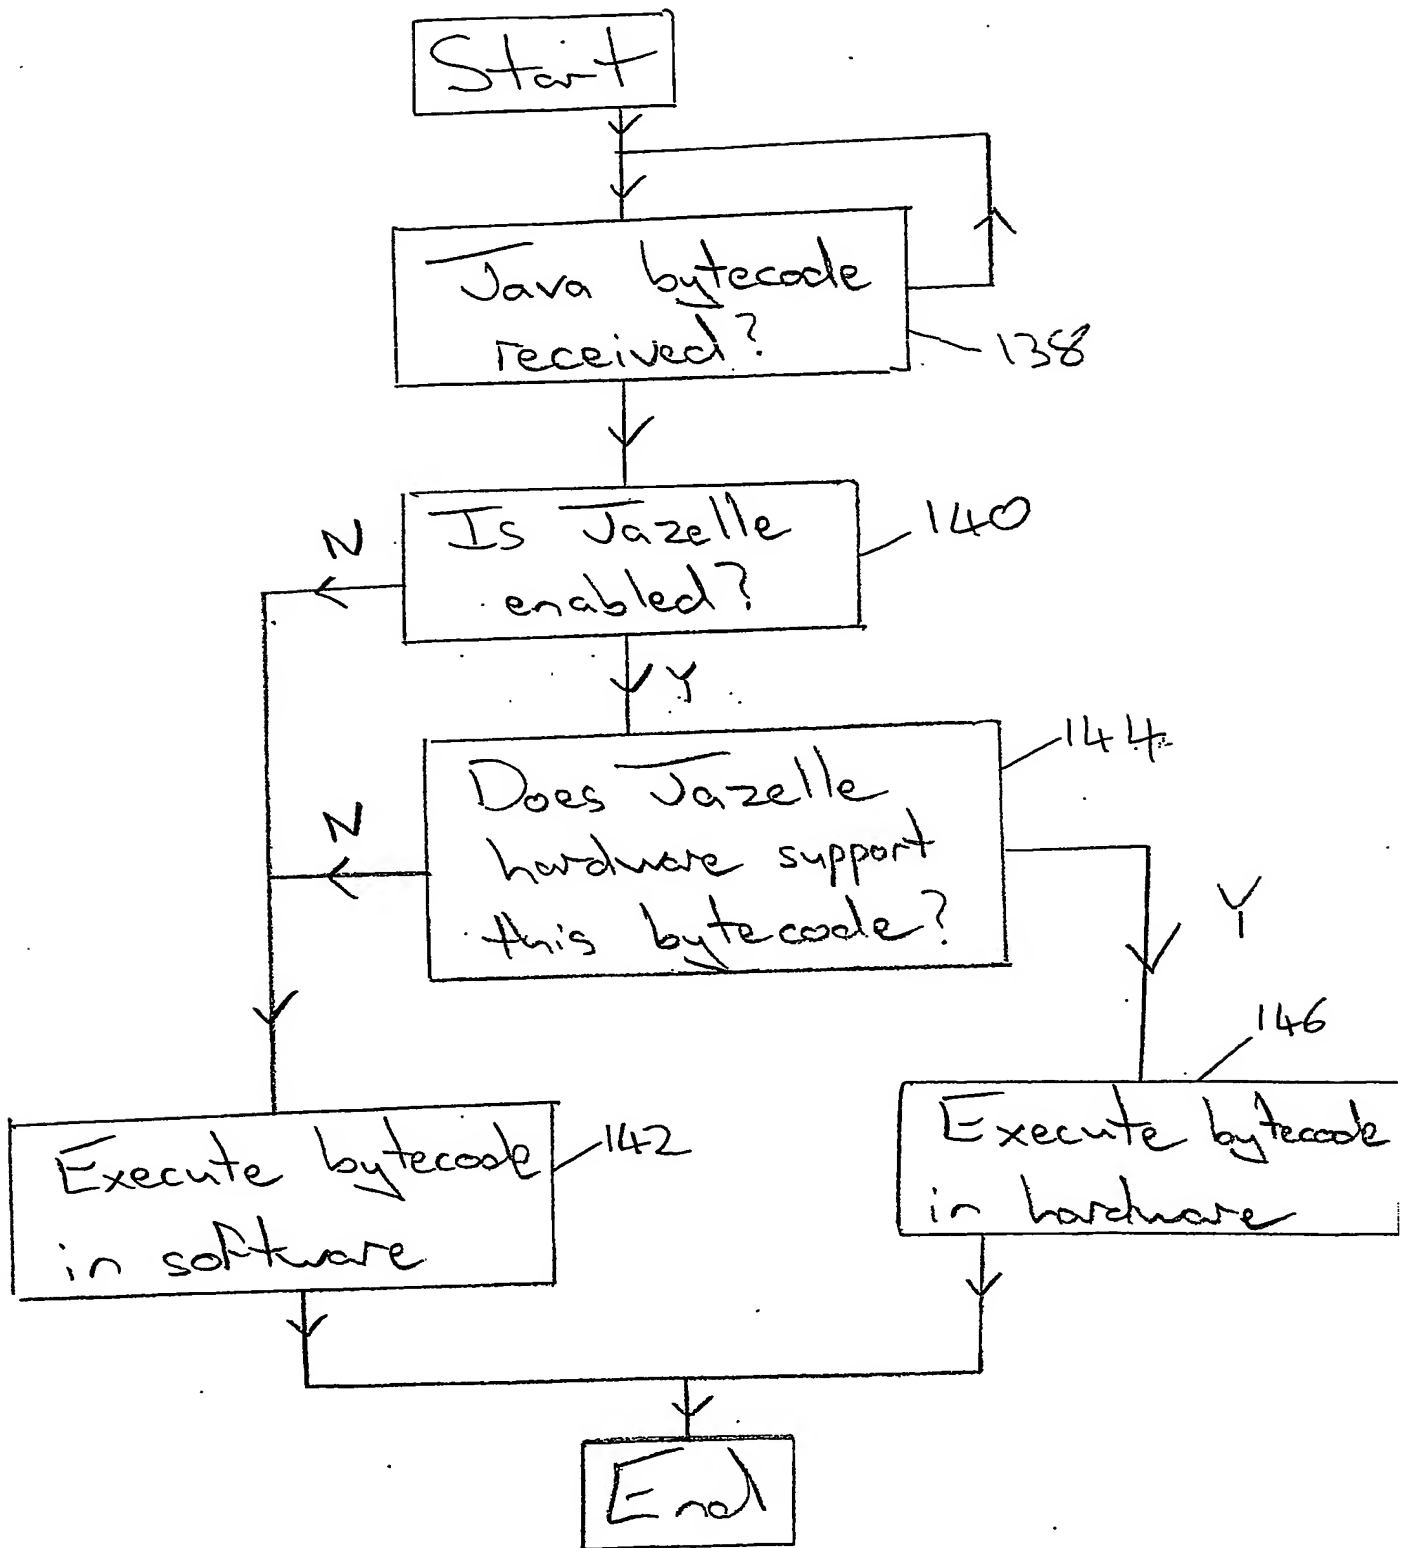 Start
Java bytecode
received?
138
Is Jazelle
enabled?
140
N
Y
Does Jazelle
hardware support
this bytecode?
144
N
Y
146
Execute bytecode
in software
142
Execute bytecode
in hardware
End